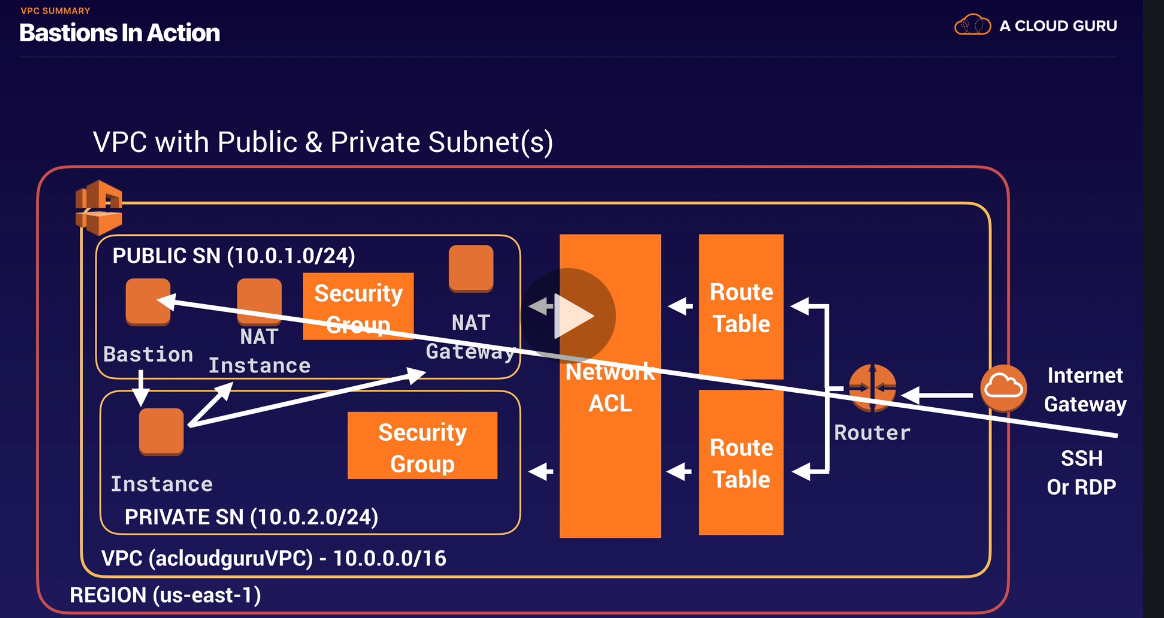 VPC SUMMARY
Bastions In Action
A CLOUD GURU
VPC with Public & Private Subnet(s)
PUBLIC SN (10.0.1.0/24)
Bastion
NAT
Instance
Security
Group
NAT
Gateway
Instance
Security
Group
PRIVATE SN (10.0.2.0/24)
VPC (acloudguruVPC) - 10.0.0.0/16
REGION (us-east-1)
Network
ACL
Route
Table
Route
Table
Router
Internet
Gateway
SSH
Or RDP